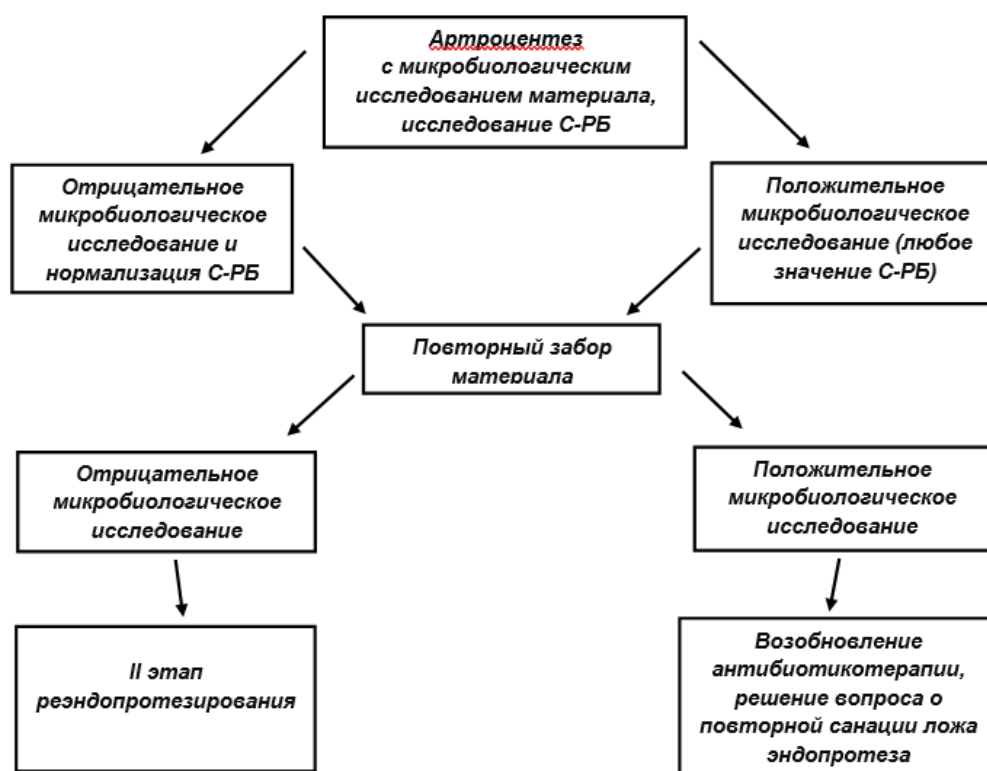 Артроцентез
с микробиологическим
исследованием материала,
исследование С-РБ
Отрицательное
микробиологическое
исследование и
нормализация С-РБ
Положительное
микробиологическое
исследование (любое
значение С-РБ)
Повторный забор
материала
Отрицательное
микробиологическое
исследование
Положительное
микробиологическое
исследование
II этап
реэндопротезирования
Возобновление
антибиотикотерапии,
решение вопроса о
повторной санации ложа
эндопротеза